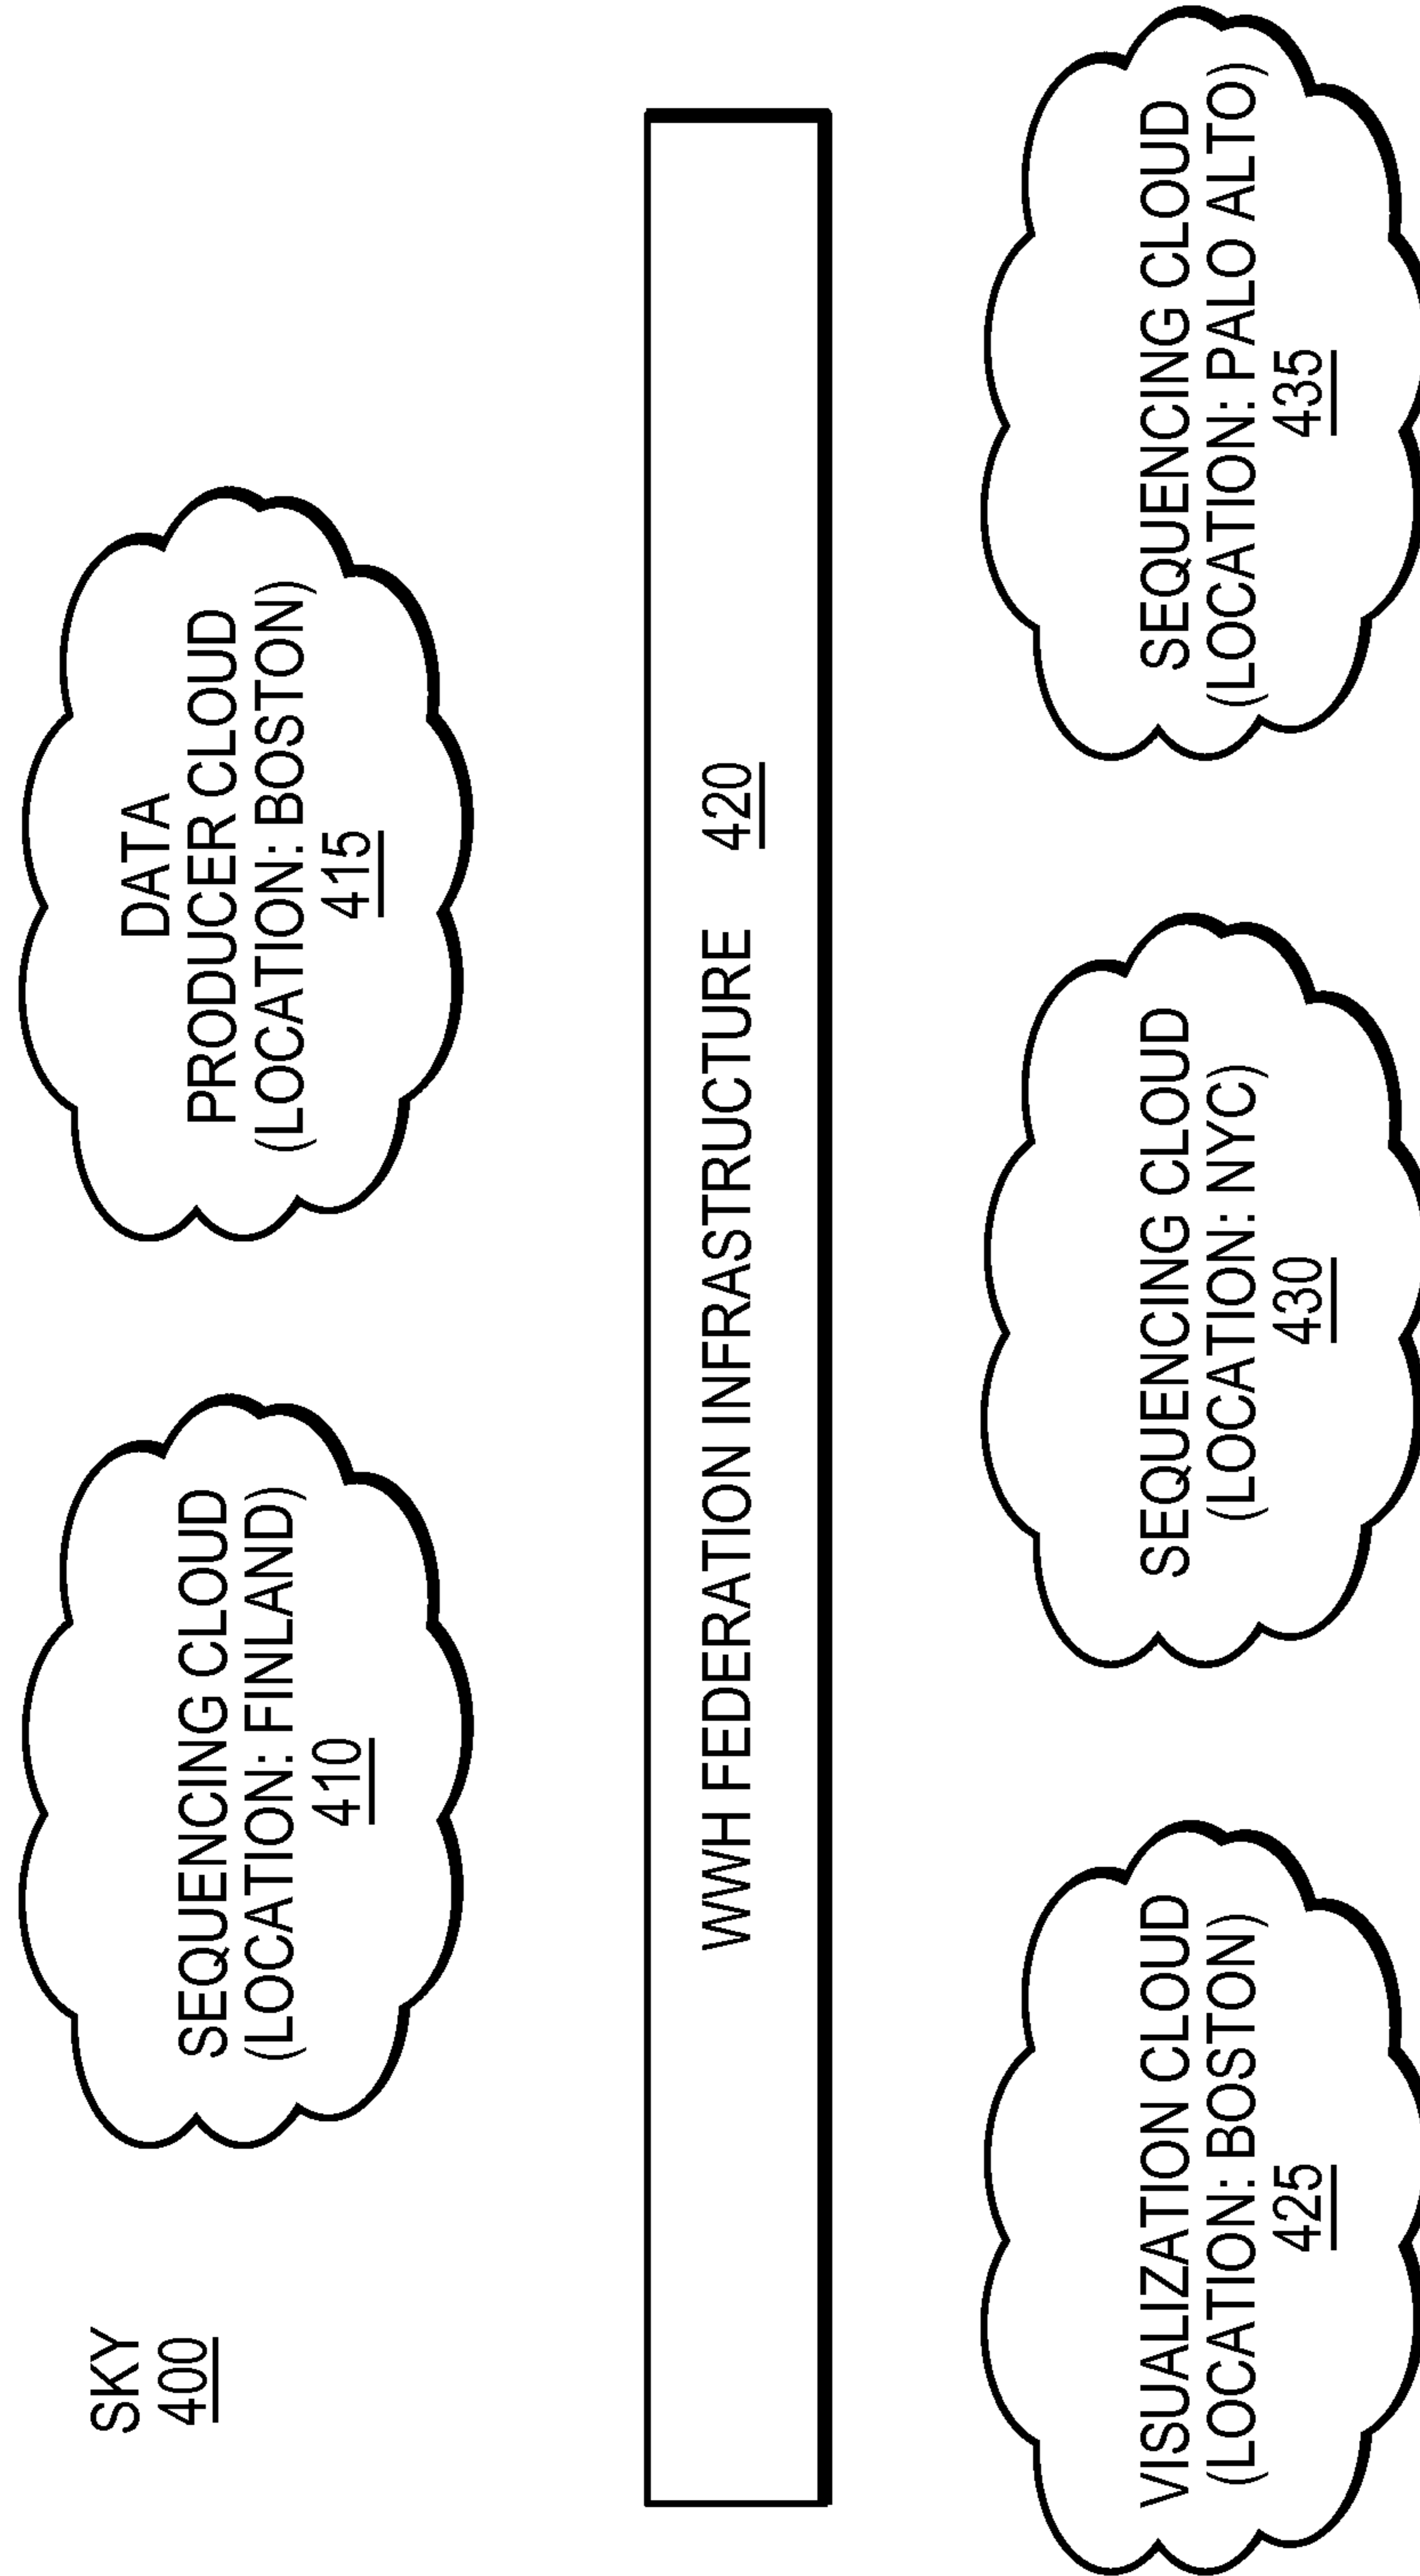 SKY
400
SEQUENCING CLOUD
(LOCATION: FINLAND)
410
DATA
PRODUCER CLOUD
(LOCATION: BOSTON)
415
WWH FEDERATION INFRASTRUCTURE 420
VISUALIZATION CLOUD
(LOCATION: BOSTON)
425
SEQUENCING CLOUD
(LOCATION: NYC)
430
SEQUENCING CLOUD
(LOCATION: PALO ALTO)
435